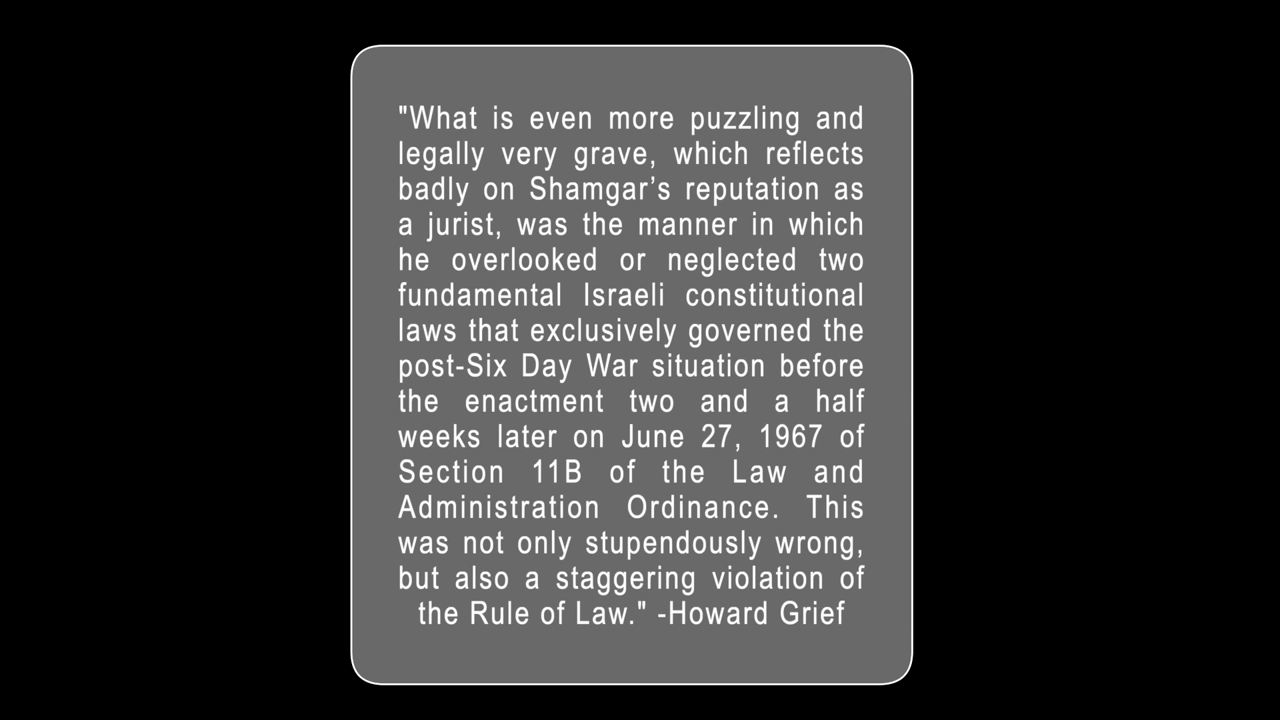 "What is even more puzzling and
legally very grave, which reflects
badly on Shamgar’s reputation as
a jurist, was the manner in which
he overlooked or neglected two
fundamental Israeli constitutional
laws that exclusively governed the
post-Six Day War situation before
the enactment two and a half
weeks later on June 27, 1967 of
Section 11B of the Law and
Administration Ordinance. This
was not only stupendously wrong,
but also a staggering violation of
the Rule of Law." -Howard Grief